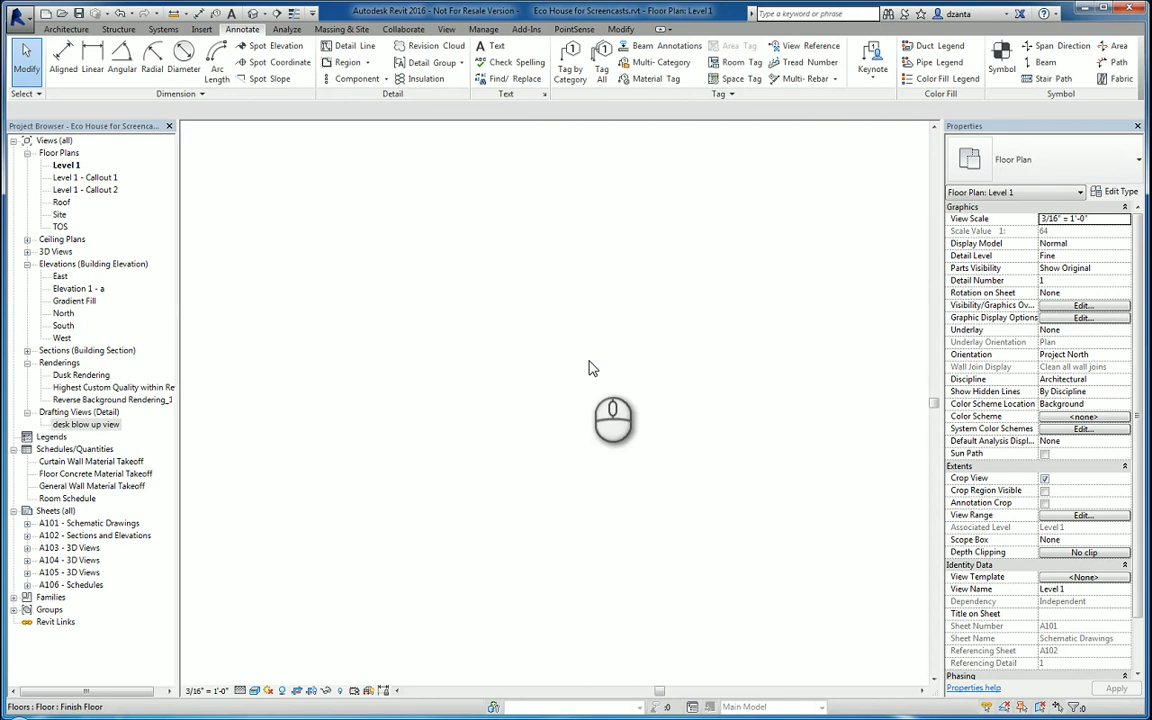 Autodesk Revit 2016 - Not For Resale Version - Eco House for Screencasts.rvt - Floor Plan: Level 1
Type a keyword or phrase
dzanta
Architecture Structure Systems Insert Annotate Analyze Massing & Site Collaborate View Manage Add-Ins PointSense Modify
Modify
Aligned Linear Angular Radial Diameter Arc Length
Spot Elevation
Spot Coordinate
Spot Slope
Detail Line
Region
Component
Revision Cloud
Detail Group
Insulation
Text
Check Spelling
Find/ Replace
Tag by Category
Tag All
Beam Annotations
Multi- Category
Material Tag
Area Tag
Room Tag
Space Tag
View Reference
Tread Number
Multi- Rebar
Keynote
Duct Legend
Pipe Legend
Color Fill Legend
Symbol
Span Direction
Beam
Stair Path
Area
Path
Fabric
Select Dimension Detail Text Tag Color Fill Symbol
Project Browser - Eco House for Screenca...
Views (all)
Floor Plans
Level 1
Level 1 - Callout 1
Level 1 - Callout 2
Roof
Site
TOS
Ceiling Plans
3D Views
Elevations (Building Elevation)
East
Elevation 1 - a
Gradient Fill
North
South
West
Sections (Building Section)
Renderings
Dusk Rendering
Highest Custom Quality within Re
Reverse Background Rendering_1
Drafting Views (Detail)
desk blow up view
Legends
Schedules/Quantities
Curtain Wall Material Takeoff
Floor Concrete Material Takeoff
General Wall Material Takeoff
Room Schedule
Sheets (all)
A101 - Schematic Drawings
A102 - Sections and Elevations
A103 - 3D Views
A104 - 3D Views
A105 - 3D Views
A106 - Schedules
Families
Groups
Revit Links
Properties
Floor Plan
Floor Plan: Level 1 Edit Type
Graphics
View Scale 3/16" = 1'-0"
Scale Value 1: 64
Display Model Normal
Detail Level Fine
Parts Visibility Show Original
Detail Number 1
Rotation on Sheet None
Visibility/Graphics Ov... Edit...
Graphic Display Options Edit...
Underlay None
Underlay Orientation Plan
Orientation Project North
Wall Join Display Clean all wall joins
Discipline Architectural
Show Hidden Lines By Discipline
Color Scheme Location Background
Color Scheme <none>
System Color Schemes Edit...
Default Analysis Displ... None
Sun Path
Extents
Crop View
Crop Region Visible
Annotation Crop
View Range Edit...
Associated Level Level 1
Scope Box None
Depth Clipping No clip
Identity Data
View Template <None>
View Name Level 1
Dependency Independent
Title on Sheet
Sheet Number A101
Sheet Name Schematic Drawings
Referencing Sheet A102
Referencing Detail 1
Phasing
Properties help Apply
3/16" = 1'-0"
Floors : Floor : Finish Floor
:0
Main Model
:0